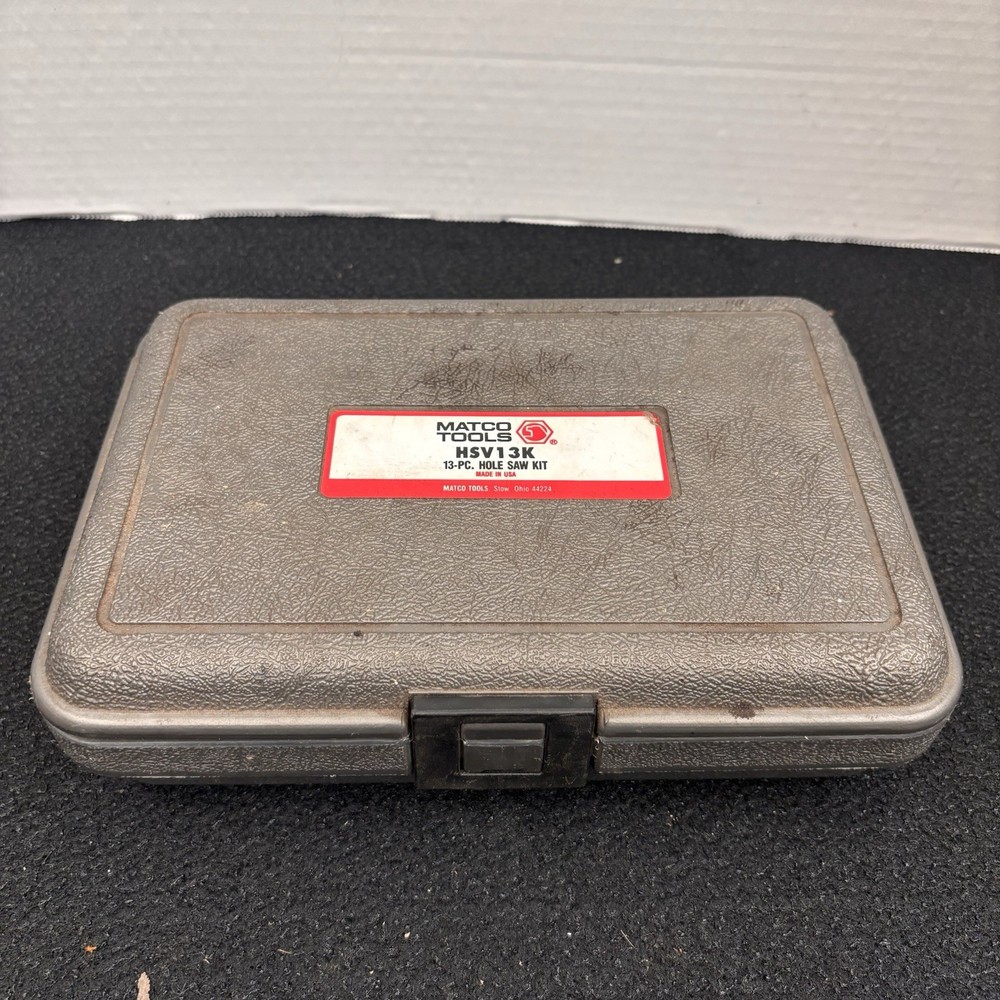 MATCO
TOOLS ®
HSV13K
13-PC. HOLE SAW KIT
MADE IN USA
MATCO TOOLS Stow, Ohio 44224